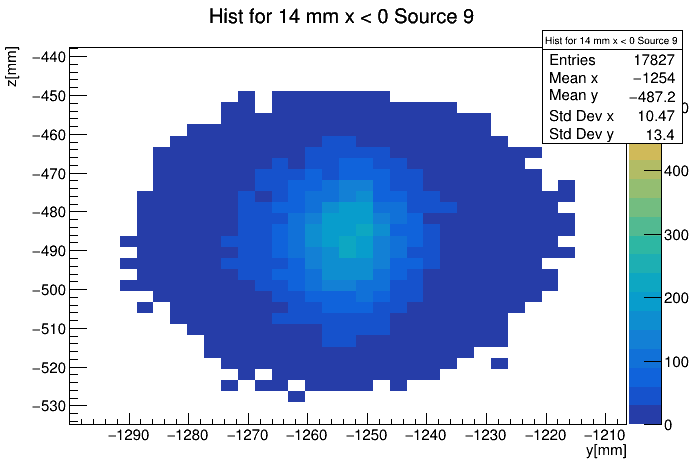 Hist for 14 mm x < 0 Source 9
Hist for 14 mm x < 0 Source 9
Entries 17827
Mean x −1254
Mean y −487.2
Std Dev x 10.47
Std Dev y 13.4
z[mm]
−440
−450
−460
−470
−480
−490
−500
−510
−520
−530
0
400
300
200
100
0
−1290 −1280 −1270 −1260 −1250 −1240 −1230 −1220 −1210
y[mm]